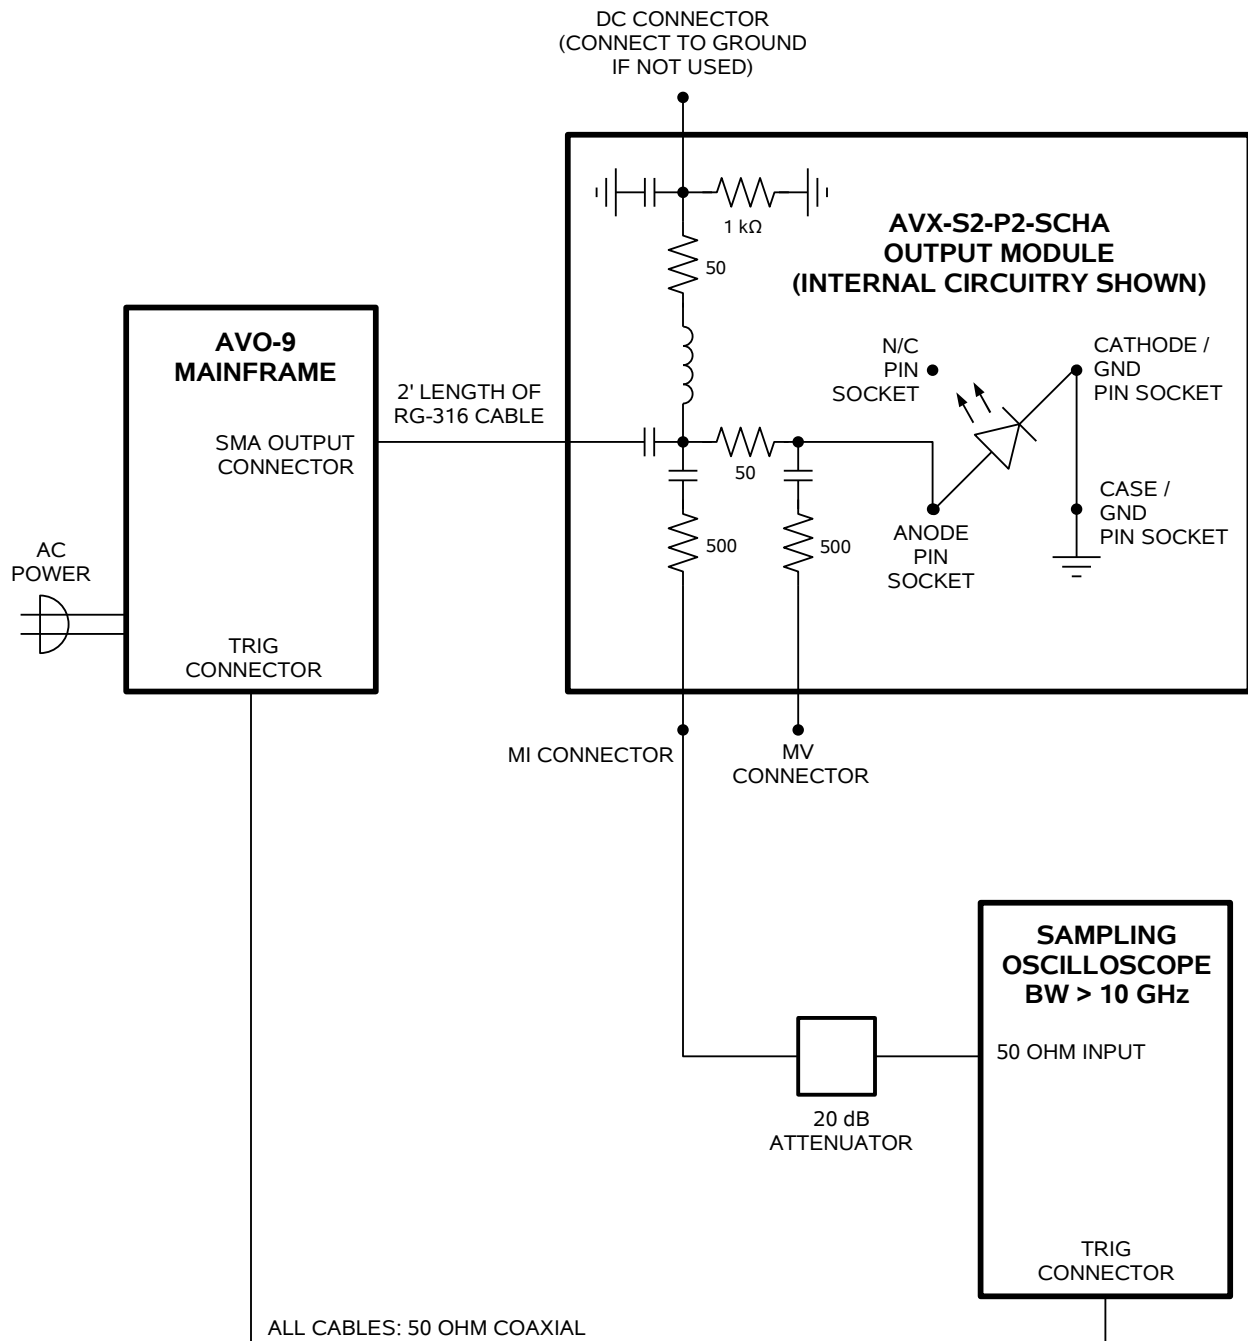 DC CONNECTOR
(CONNECT TO GROUND
IF NOT USED)
1 kΩ
50
AVX-S2-P2-SCHA
OUTPUT MODULE
(INTERNAL CIRCUITRY SHOWN)
AVO-9
MAINFRAME
SMA OUTPUT
CONNECTOR
2' LENGTH OF
RG-316 CABLE
N/C
PIN
SOCKET
CATHODE /
GND
PIN SOCKET
50
500
500
ANODE
PIN
SOCKET
CASE /
GND
PIN SOCKET
AC
POWER
TRIG
CONNECTOR
MI CONNECTOR
MV
CONNECTOR
SAMPLING
OSCILLOSCOPE
BW > 10 GHz
50 OHM INPUT
20 dB
ATTENUATOR
TRIG
CONNECTOR
ALL CABLES: 50 OHM COAXIAL